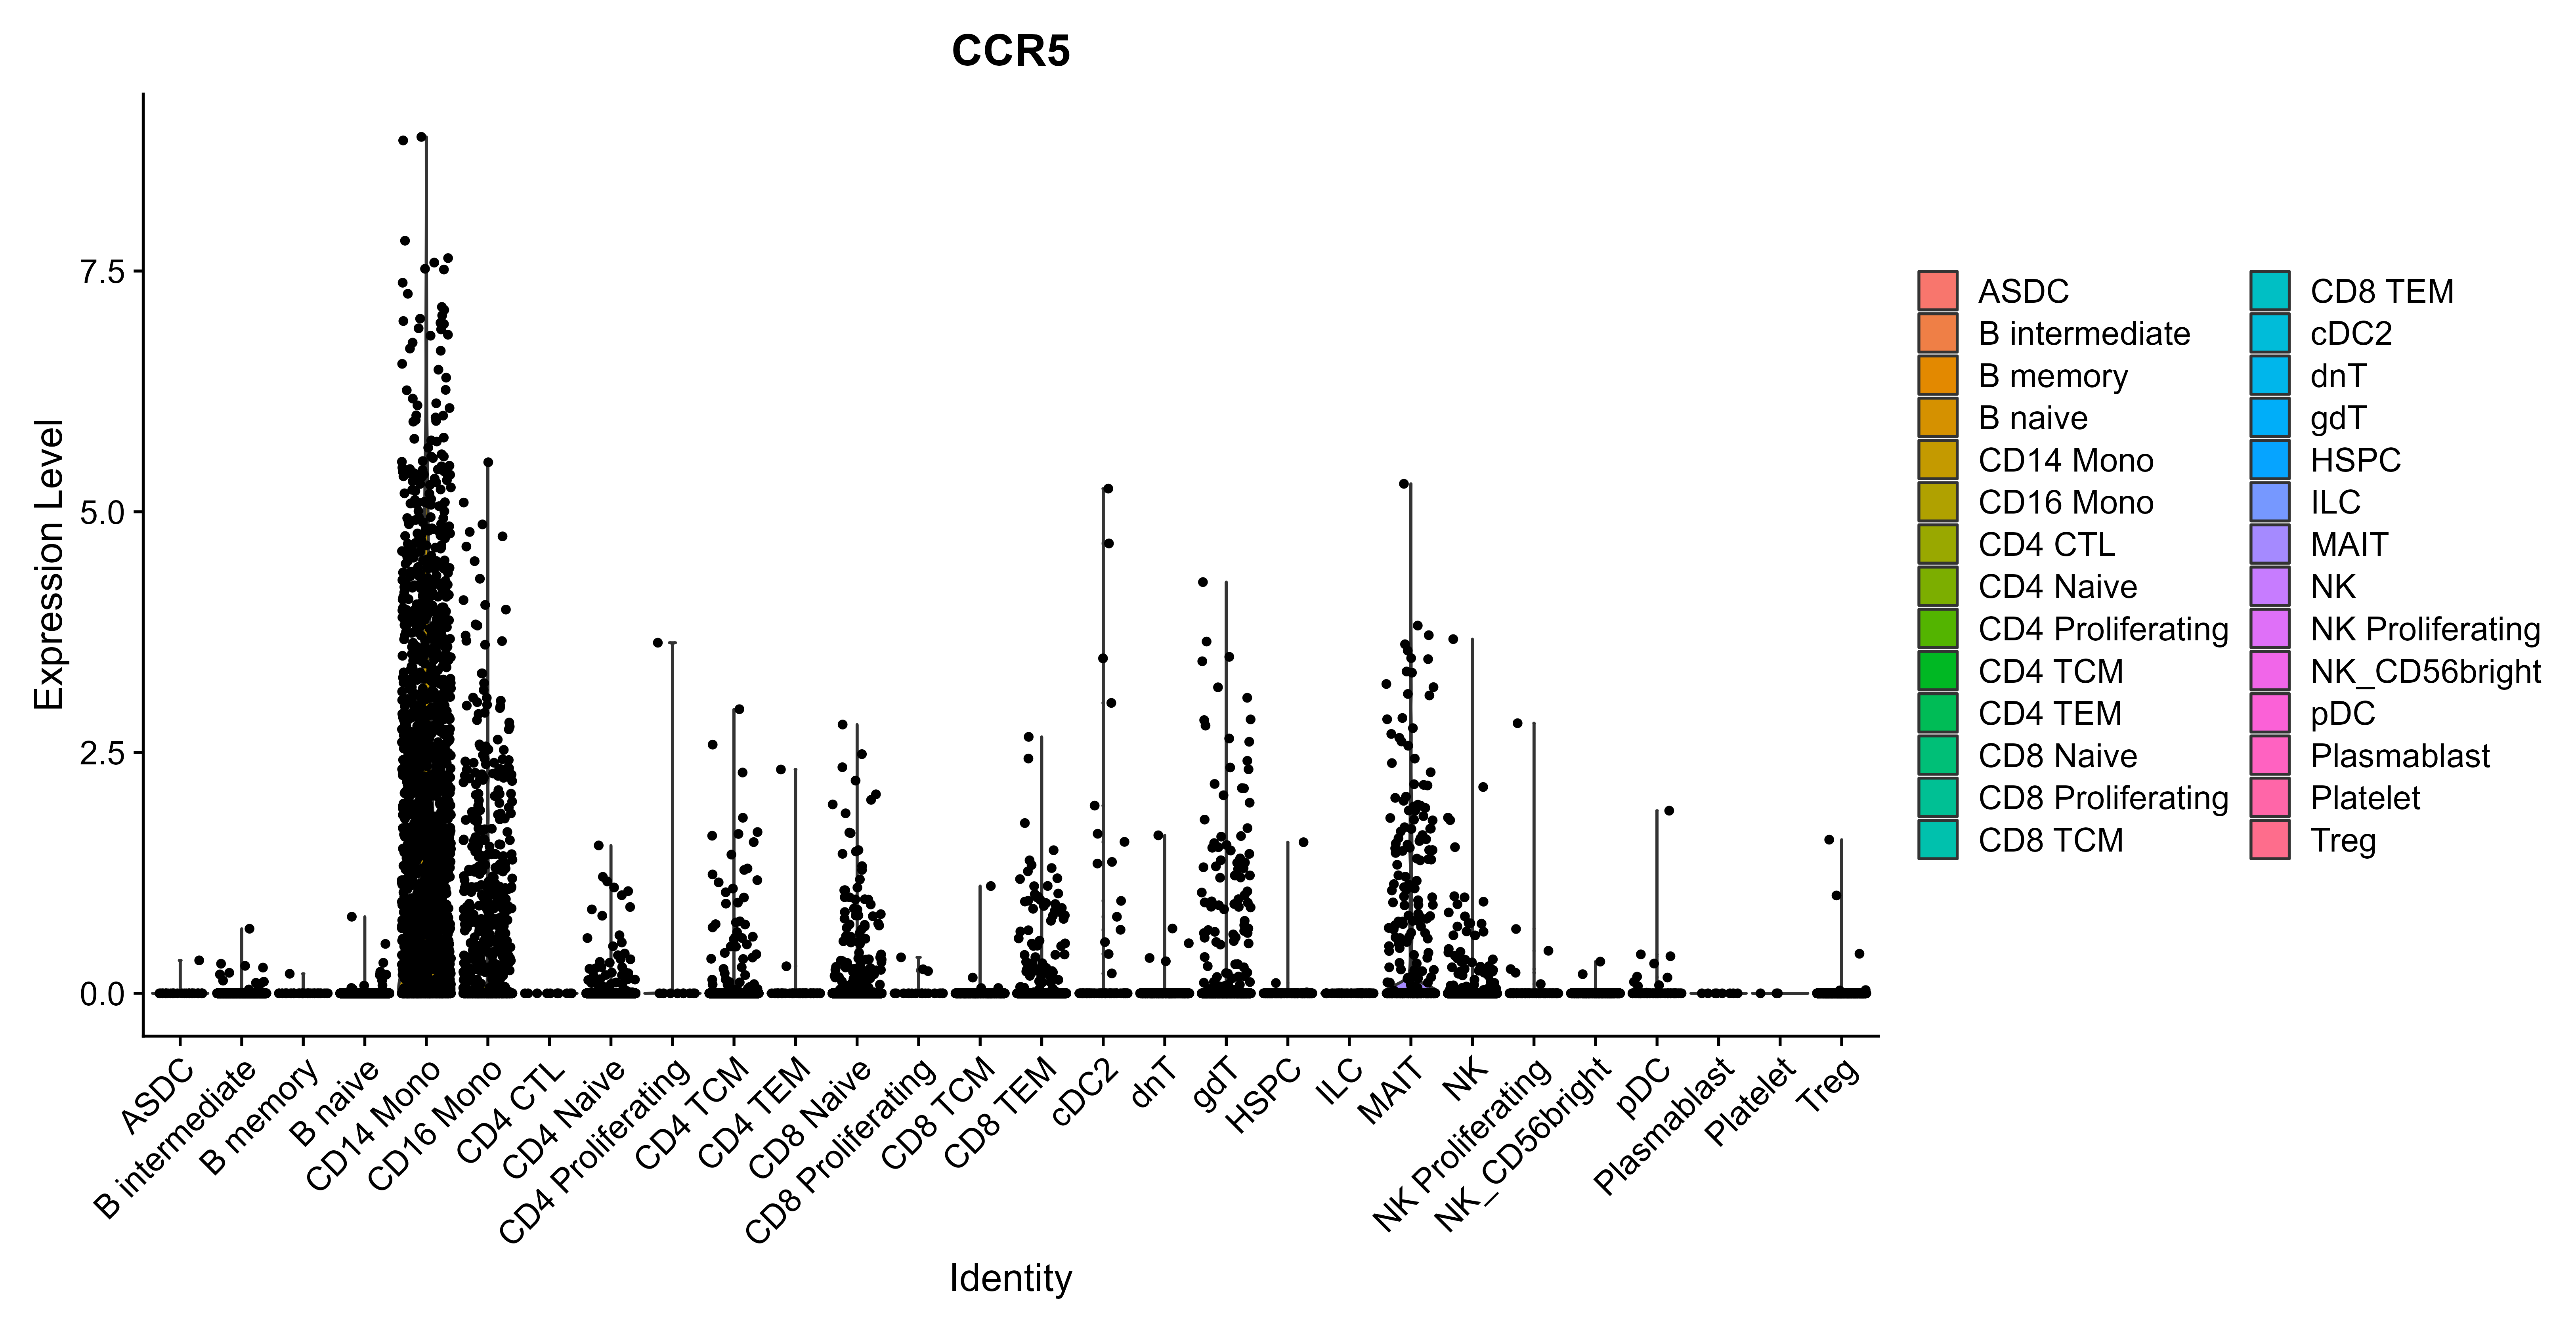 CCR5
Expression Level
7.5
5.0
2.5
0.0
ASDC
B intermediate
B memory
B naive
CD14 Mono
CD16 Mono
CD4 CTL
CD4 Naive
CD4 Proliferating
CD4 TCM
CD4 TEM
CD8 Naive
CD8 Proliferating
CD8 TCM
CD8 TEM
cDC2
dnT
gdT
HSPC
ILC
MAIT
NK
NK Proliferating
NK_CD56bright
pDC
Plasmablast
Platelet
Treg
Identity
ASDC
B intermediate
B memory
B naive
CD14 Mono
CD16 Mono
CD4 CTL
CD4 Naive
CD4 Proliferating
CD4 TCM
CD4 TEM
CD8 Naive
CD8 Proliferating
CD8 TCM
CD8 TEM
cDC2
dnT
gdT
HSPC
ILC
MAIT
NK
NK Proliferating
NK_CD56bright
pDC
Plasmablast
Platelet
Treg